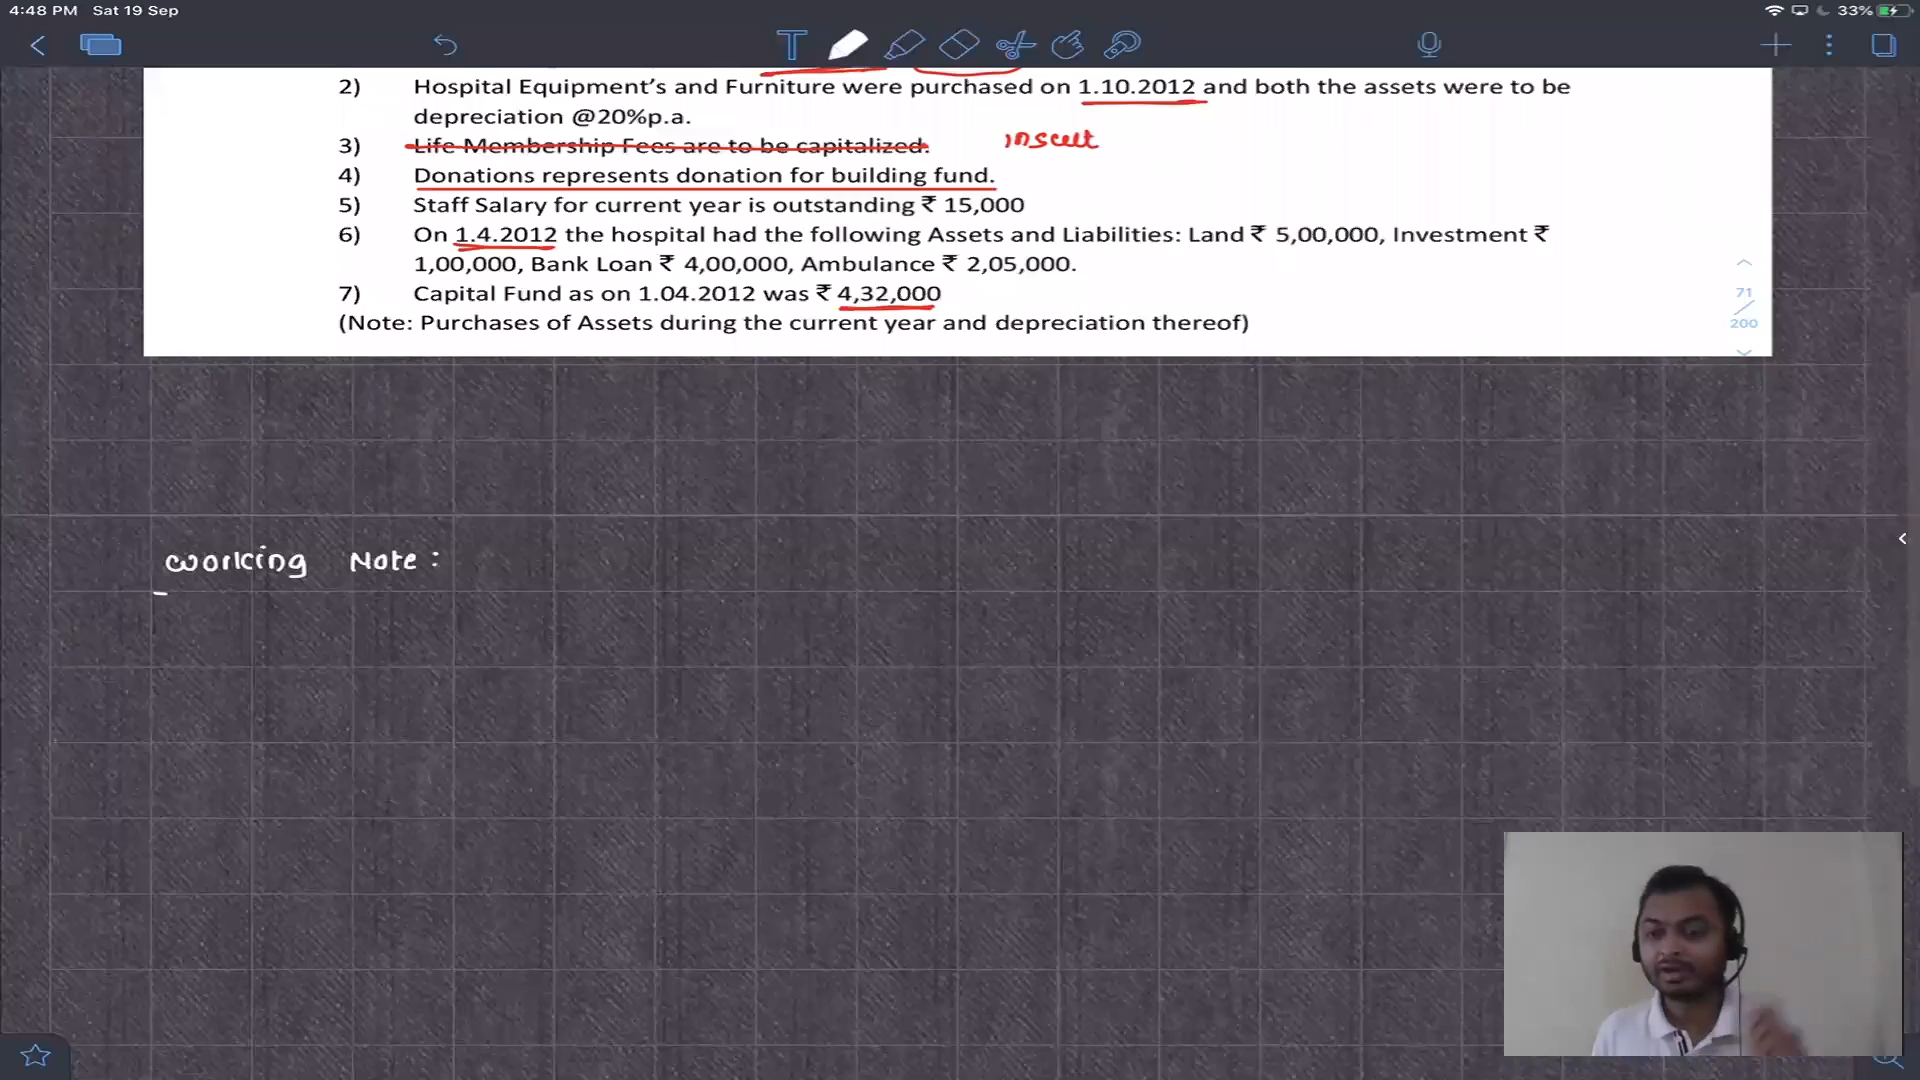 4:48 PM Sat 19 Sep
33%
2) Hospital Equipment's and Furniture were purchased on 1.10.2012 and both the assets were to be
depreciation @20%p.a.
3) Life Membership Fees are to be capitalized.
4) Donations represents donation for building fund.
5) Staff Salary for current year is outstanding ₹ 15,000
6) On 1.4.2012 the hospital had the following Assets and Liabilities: Land ₹ 5,00,000, Investment ₹
1,00,000, Bank Loan ₹ 4,00,000, Ambulance ₹ 2,05,000.
7) Capital Fund as on 1.04.2012 was ₹ 4,32,000
(Note: Purchases of Assets during the current year and depreciation thereof)
71
200
Working Note: